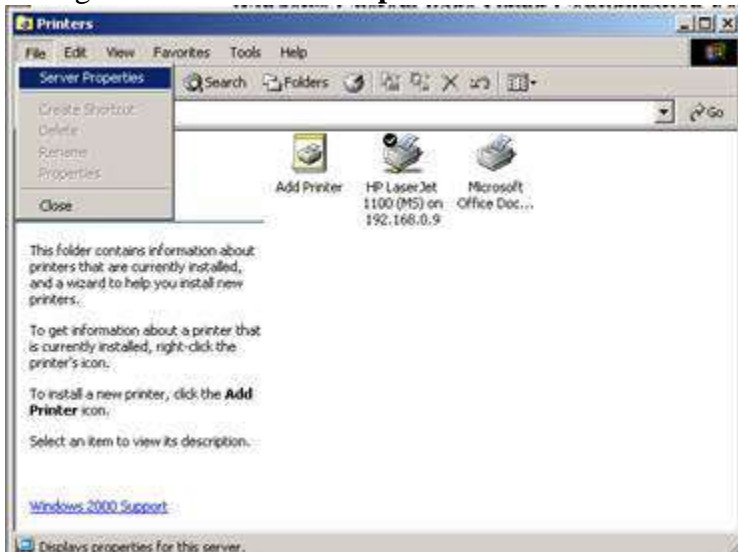 Printers
File Edit View Favorites Tools Help
Server Properties
Search Folders
Create Shortcut
Delete
Rename
Properties
Close
Go
Add Printer
HP LaserJet
1100 (MS) on
192.168.0.9
Microsoft
Office Doc...
This folder contains information about
printers that are currently installed,
and a wizard to help you install new
printers.
To get information about a printer that
is currently installed, right-click the
printer's icon.
To install a new printer, click the Add
Printer icon.
Select an item to view its description.
Windows 2000 Support
Displays properties for this server.